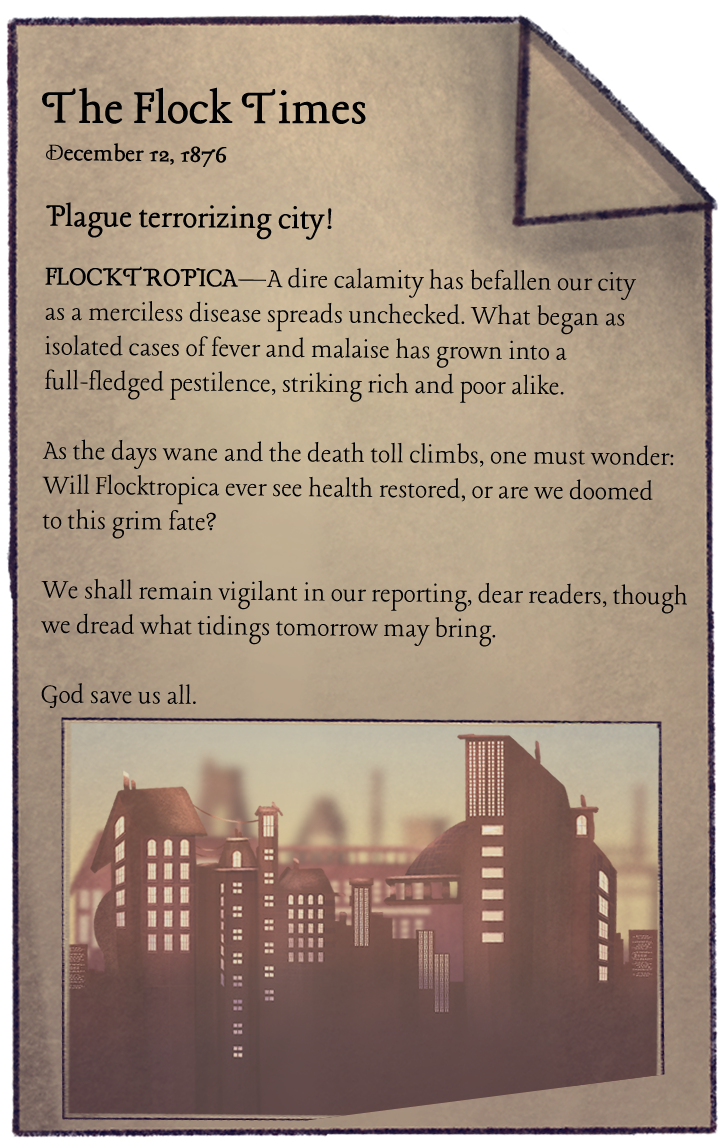 The Flock Times
December 12, 1876
Plague terrorizing city!
FLOCKTROPICA—A dire calamity has befallen our city
as a merciless disease spreads unchecked. What began as
isolated cases of fever and malaise has grown into a
full-fledged pestilence, striking rich and poor alike.
As the days wane and the death toll climbs, one must wonder:
Will Flocktropica ever see health restored, or are we doomed
to this grim fate?
We shall remain vigilant in our reporting, dear readers, though
we dread what tidings tomorrow may bring.
God save us all.